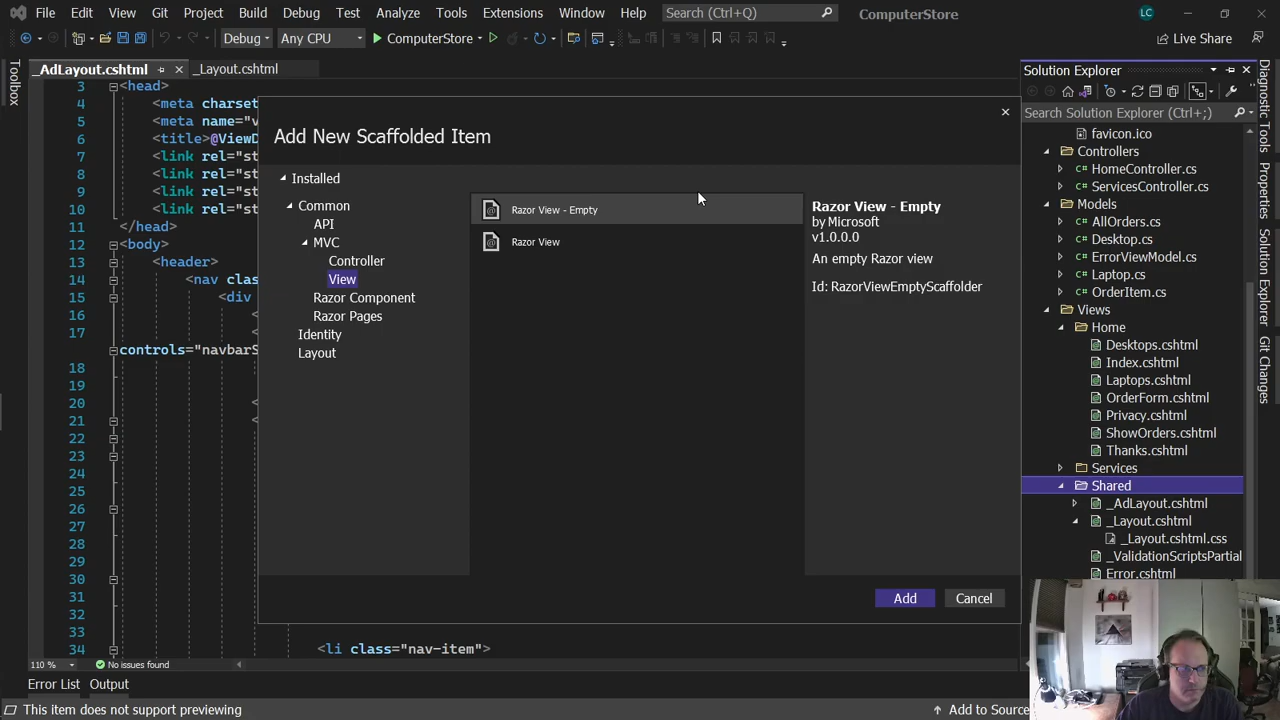 File Edit View Git Project Build Debug Test Analyze Tools Extensions Window Help Search (Ctrl+Q) ComputerStore LC
Debug Any CPU ComputerStore Live Share
Toolbox
_AdLayout.cshtml _Layout.cshtml
3 <head>
4 <meta charset
5 <meta name="v
6 <title>@ViewD
7 <link rel="st
8 <link rel="st
9 <link rel="st
10 <link rel="st
11 </head>
12 <body>
13 <header>
14 <nav clas
15 <div
16 <
17 <
controls="navbarS
18
19
20 <
21 <
22
23
24
25
26
27
28
29
30
31
32
33
34 <li class="nav-item">
Add New Scaffolded Item
Installed
Common
API
MVC
Controller
View
Razor Component
Razor Pages
Identity
Layout
Razor View - Empty
Razor View
Razor View - Empty
by Microsoft
v1.0.0.0
An empty Razor view
Id: RazorViewEmptyScaffolder
Add Cancel
Solution Explorer
Search Solution Explorer (Ctrl+;)
favicon.ico
Controllers
HomeController.cs
ServicesController.cs
Models
AllOrders.cs
Desktop.cs
ErrorViewModel.cs
Laptop.cs
OrderItem.cs
Views
Home
Desktops.cshtml
Index.cshtml
Laptops.cshtml
OrderForm.cshtml
Privacy.cshtml
ShowOrders.cshtml
Thanks.cshtml
Services
Shared
_AdLayout.cshtml
_Layout.cshtml
_Layout.cshtml.css
_ValidationScriptsPartial
Error.cshtml
Diagnostic Tools
Properties
Solution Explorer
Git Changes
110 % No issues found
Error List Output
This item does not support previewing Add to Source